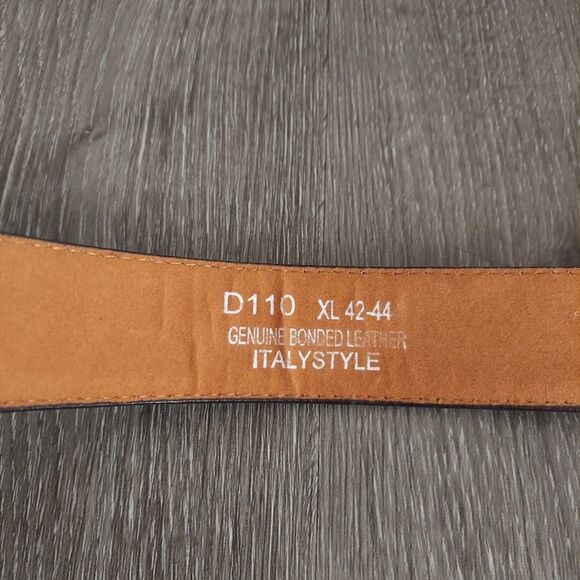 D110 XL 42-44
GENUINE BONDED LEATHER
ITALYSTYLE